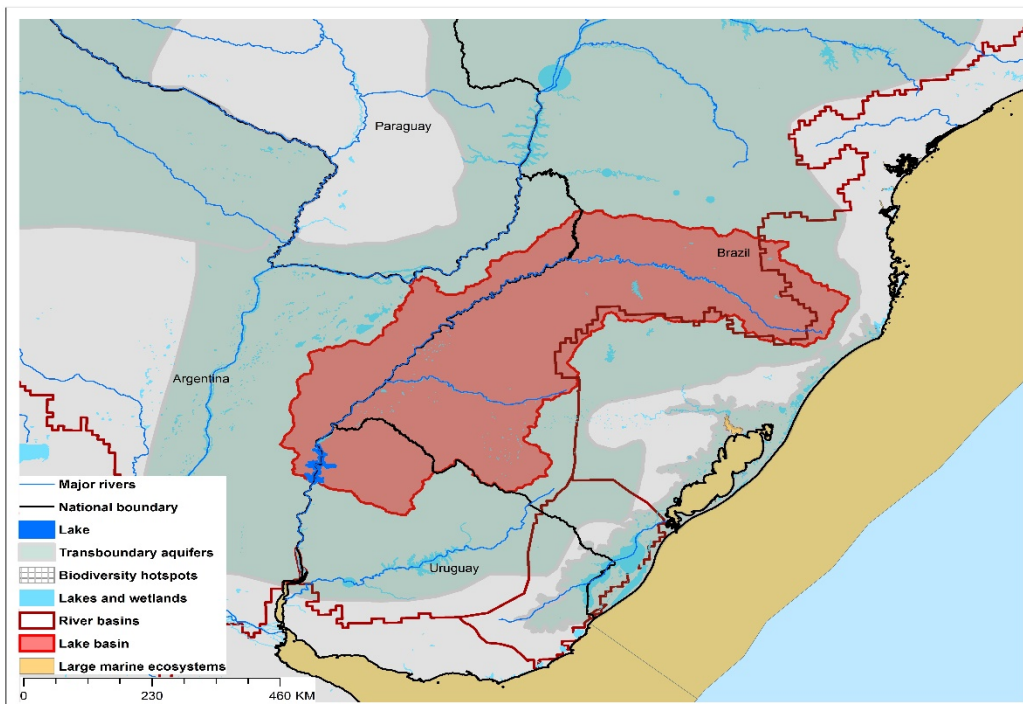 Paraguay
Brazil
Argentina
Uruguay
Major rivers
National boundary
Lake
Transboundary aquifers
Biodiversity hotspots
Lakes and wetlands
River basins
Lake basin
Large marine ecosystems
0 230 460 KM